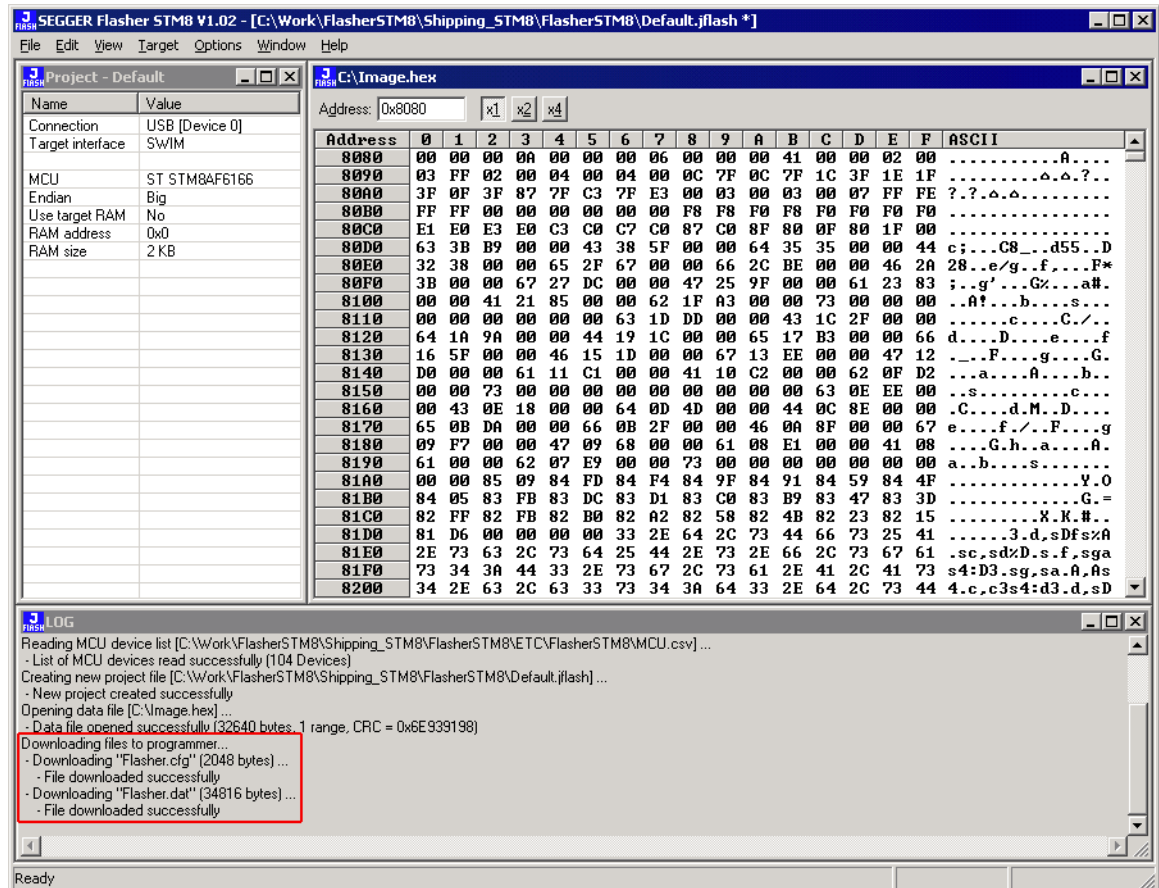 SEGGER Flasher STM8 V1.02 - [C:\Work\FlasherSTM8\Shipping_STM8\FlasherSTM8\Default.jflash *]
File Edit View Target Options Window Help
Project - Default
Name Value
Connection USB [Device 0]
Target interface SWIM
MCU ST STM8AF6166
Endian Big
Use target RAM No
RAM address 0x0
RAM size 2 KB
C:\Image.hex
Address: 0x8080 x1 x2 x4
Address 0 1 2 3 4 5 6 7 8 9 A B C D E F ASCII
8080 00 00 00 0A 00 00 00 06 00 00 00 41 00 00 02 00 ...........A....
8090 03 FF 02 00 04 00 04 00 0C 7F 0C 7F 1C 3F 1E 1F .........⌂.⌂.?..
80A0 3F 0F 3F 87 7F C3 7F E3 00 03 00 03 00 07 FF FE ?.?.⌂.⌂.........
80B0 FF FF 00 00 00 00 00 00 F8 F8 F0 F8 F0 F0 F0 F0 ................
80C0 E1 E0 E3 E0 C3 C0 C7 C0 87 C0 8F 80 0F 80 1F 00 ................
80D0 63 3B B9 00 00 43 38 5F 00 00 64 35 35 00 00 44 c;...C8_..d55..D
80E0 32 38 00 00 65 2F 67 00 00 66 2C BE 00 00 46 2A 28..e/g..f,...F*
80F0 3B 00 00 67 27 DC 00 00 47 25 9F 00 00 61 23 83 ;..g'...G%...a#.
8100 00 00 41 21 85 00 00 62 1F A3 00 00 73 00 00 00 ..A!...b....s...
8110 00 00 00 00 00 00 63 1D DD 00 00 43 1C 2F 00 00 ......c....C./..
8120 64 1A 9A 00 00 44 19 1C 00 00 65 17 B3 00 00 66 d....D....e....f
8130 16 5F 00 00 46 15 1D 00 00 67 13 EE 00 00 47 12 ._..F....g....G.
8140 D0 00 00 61 11 C1 00 00 41 10 C2 00 00 62 0F D2 ...a....A....b..
8150 00 00 73 00 00 00 00 00 00 00 00 00 63 0E EE 00 ..s.........c...
8160 00 43 0E 18 00 00 64 0D 4D 00 00 44 0C 8E 00 00 .C....d.M..D....
8170 65 0B DA 00 00 66 0B 2F 00 00 46 0A 8F 00 00 67 e....f./..F....g
8180 09 F7 00 00 47 09 68 00 00 61 08 E1 00 00 41 08 ....G.h..a....A.
8190 61 00 00 62 07 E9 00 00 73 00 00 00 00 00 00 00 a..b....s.......
81A0 00 00 85 09 84 FD 84 F4 84 9F 84 91 84 59 84 4F .............Y.O
81B0 84 05 83 FB 83 DC 83 D1 83 C0 83 B9 83 47 83 3D .............G.=
81C0 82 FF 82 FB 82 B0 82 A2 82 58 82 4B 82 23 82 15 .........X.K.#..
81D0 81 D6 00 00 00 00 33 2E 64 2C 73 44 66 73 25 41 ......3.d,sDfs%A
81E0 2E 73 63 2C 73 64 25 44 2E 73 2E 66 2C 73 67 61 .sc,sd%D.s.f,sga
81F0 73 34 3A 44 33 2E 73 67 2C 73 61 2E 41 2C 41 73 s4:D3.sg,sa.A,As
8200 34 2E 63 2C 63 33 73 34 3A 64 33 2E 64 2C 73 44 4.c,c3s4:d3.d,sD
LOG
Reading MCU device list [C:\Work\FlasherSTM8\Shipping_STM8\FlasherSTM8\ETC\FlasherSTM8\MCU.csv] ...
- List of MCU devices read successfully (104 Devices)
Creating new project file [C:\Work\FlasherSTM8\Shipping_STM8\FlasherSTM8\Default.jflash] ...
- New project created successfully
Opening data file [C:\Image.hex] ...
- Data file opened successfully (32640 bytes, 1 range, CRC = 0x6E939198)
Downloading files to programmer...
- Downloading "Flasher.cfg" (2048 bytes) ...
- File downloaded successfully
- Downloading "Flasher.dat" (34816 bytes) ...
- File downloaded successfully
Ready